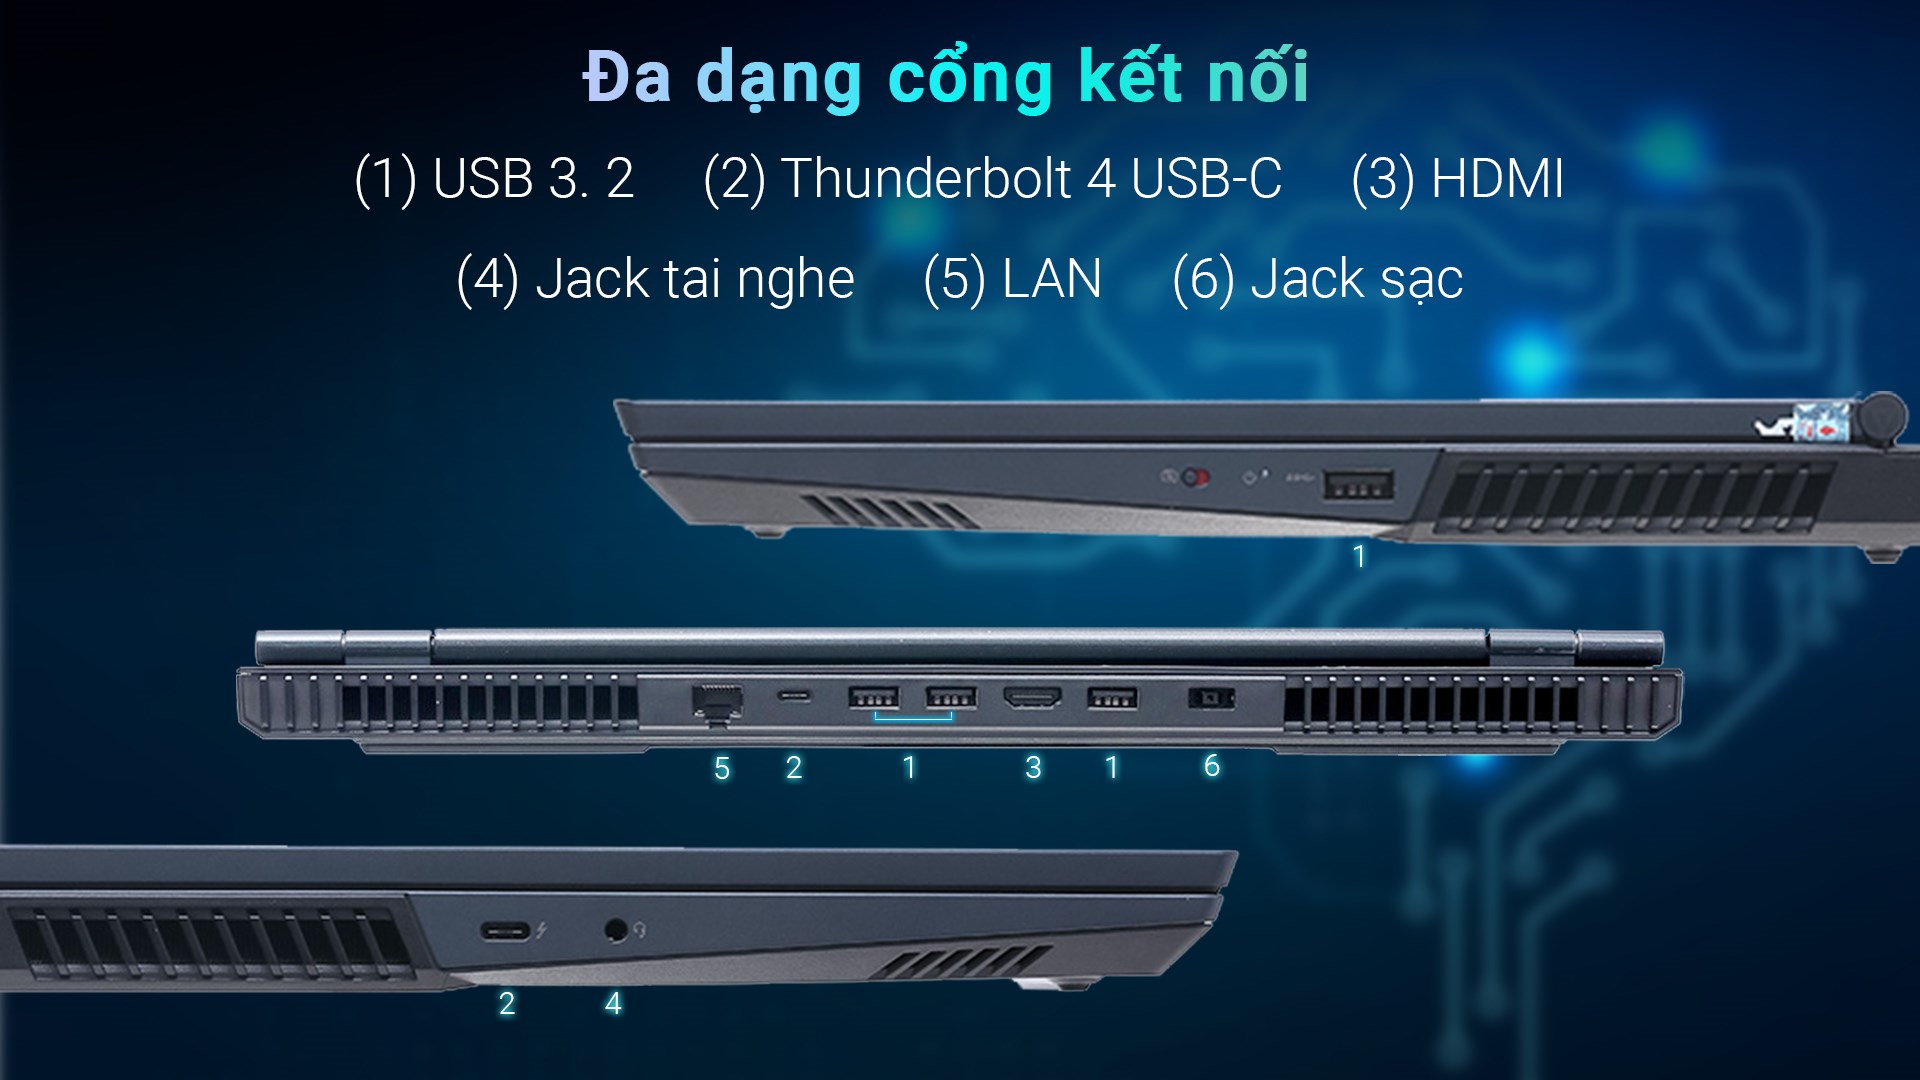 Đa dạng cổng kết nối
(1) USB 3. 2 (2) Thunderbolt 4 USB-C (3) HDMI
(4) Jack tai nghe (5) LAN (6) Jack sạc
1
5 2 1 3 1 6
2 4